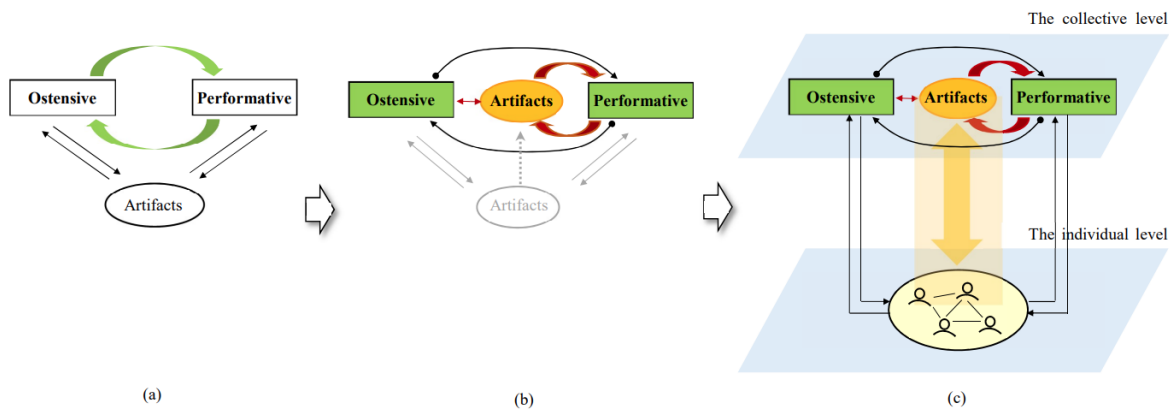 The collective level
Ostensive
Performative
Artifacts
(a)
Ostensive
Artifacts
Performative
Artifacts
(b)
Ostensive
Artifacts
Performative
The individual level
(c)